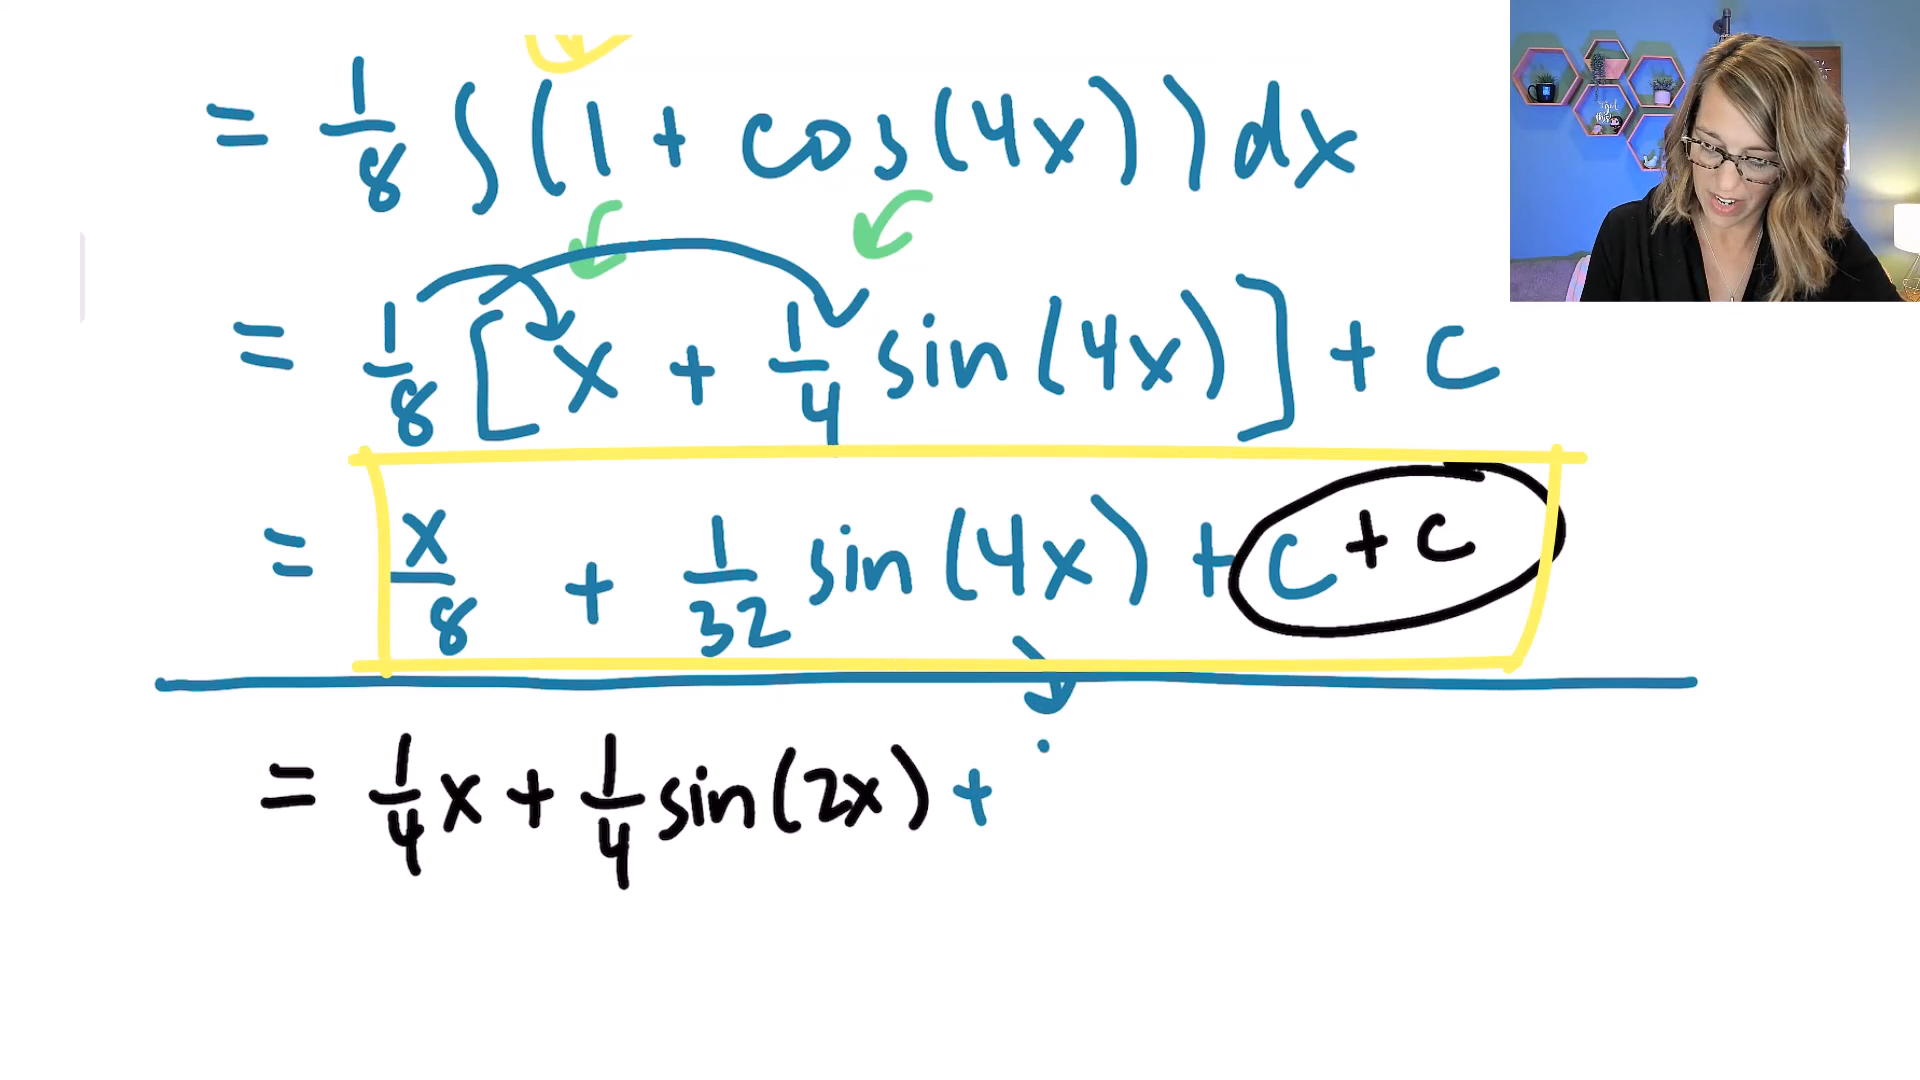 = 1/8 ∫ (1 + cos(4x)) dx
= 1/8 [x + 1/4 sin(4x)] + C
= x/8 + 1/32 sin(4x) + C + C
= 1/4 x + 1/4 sin(2x) +